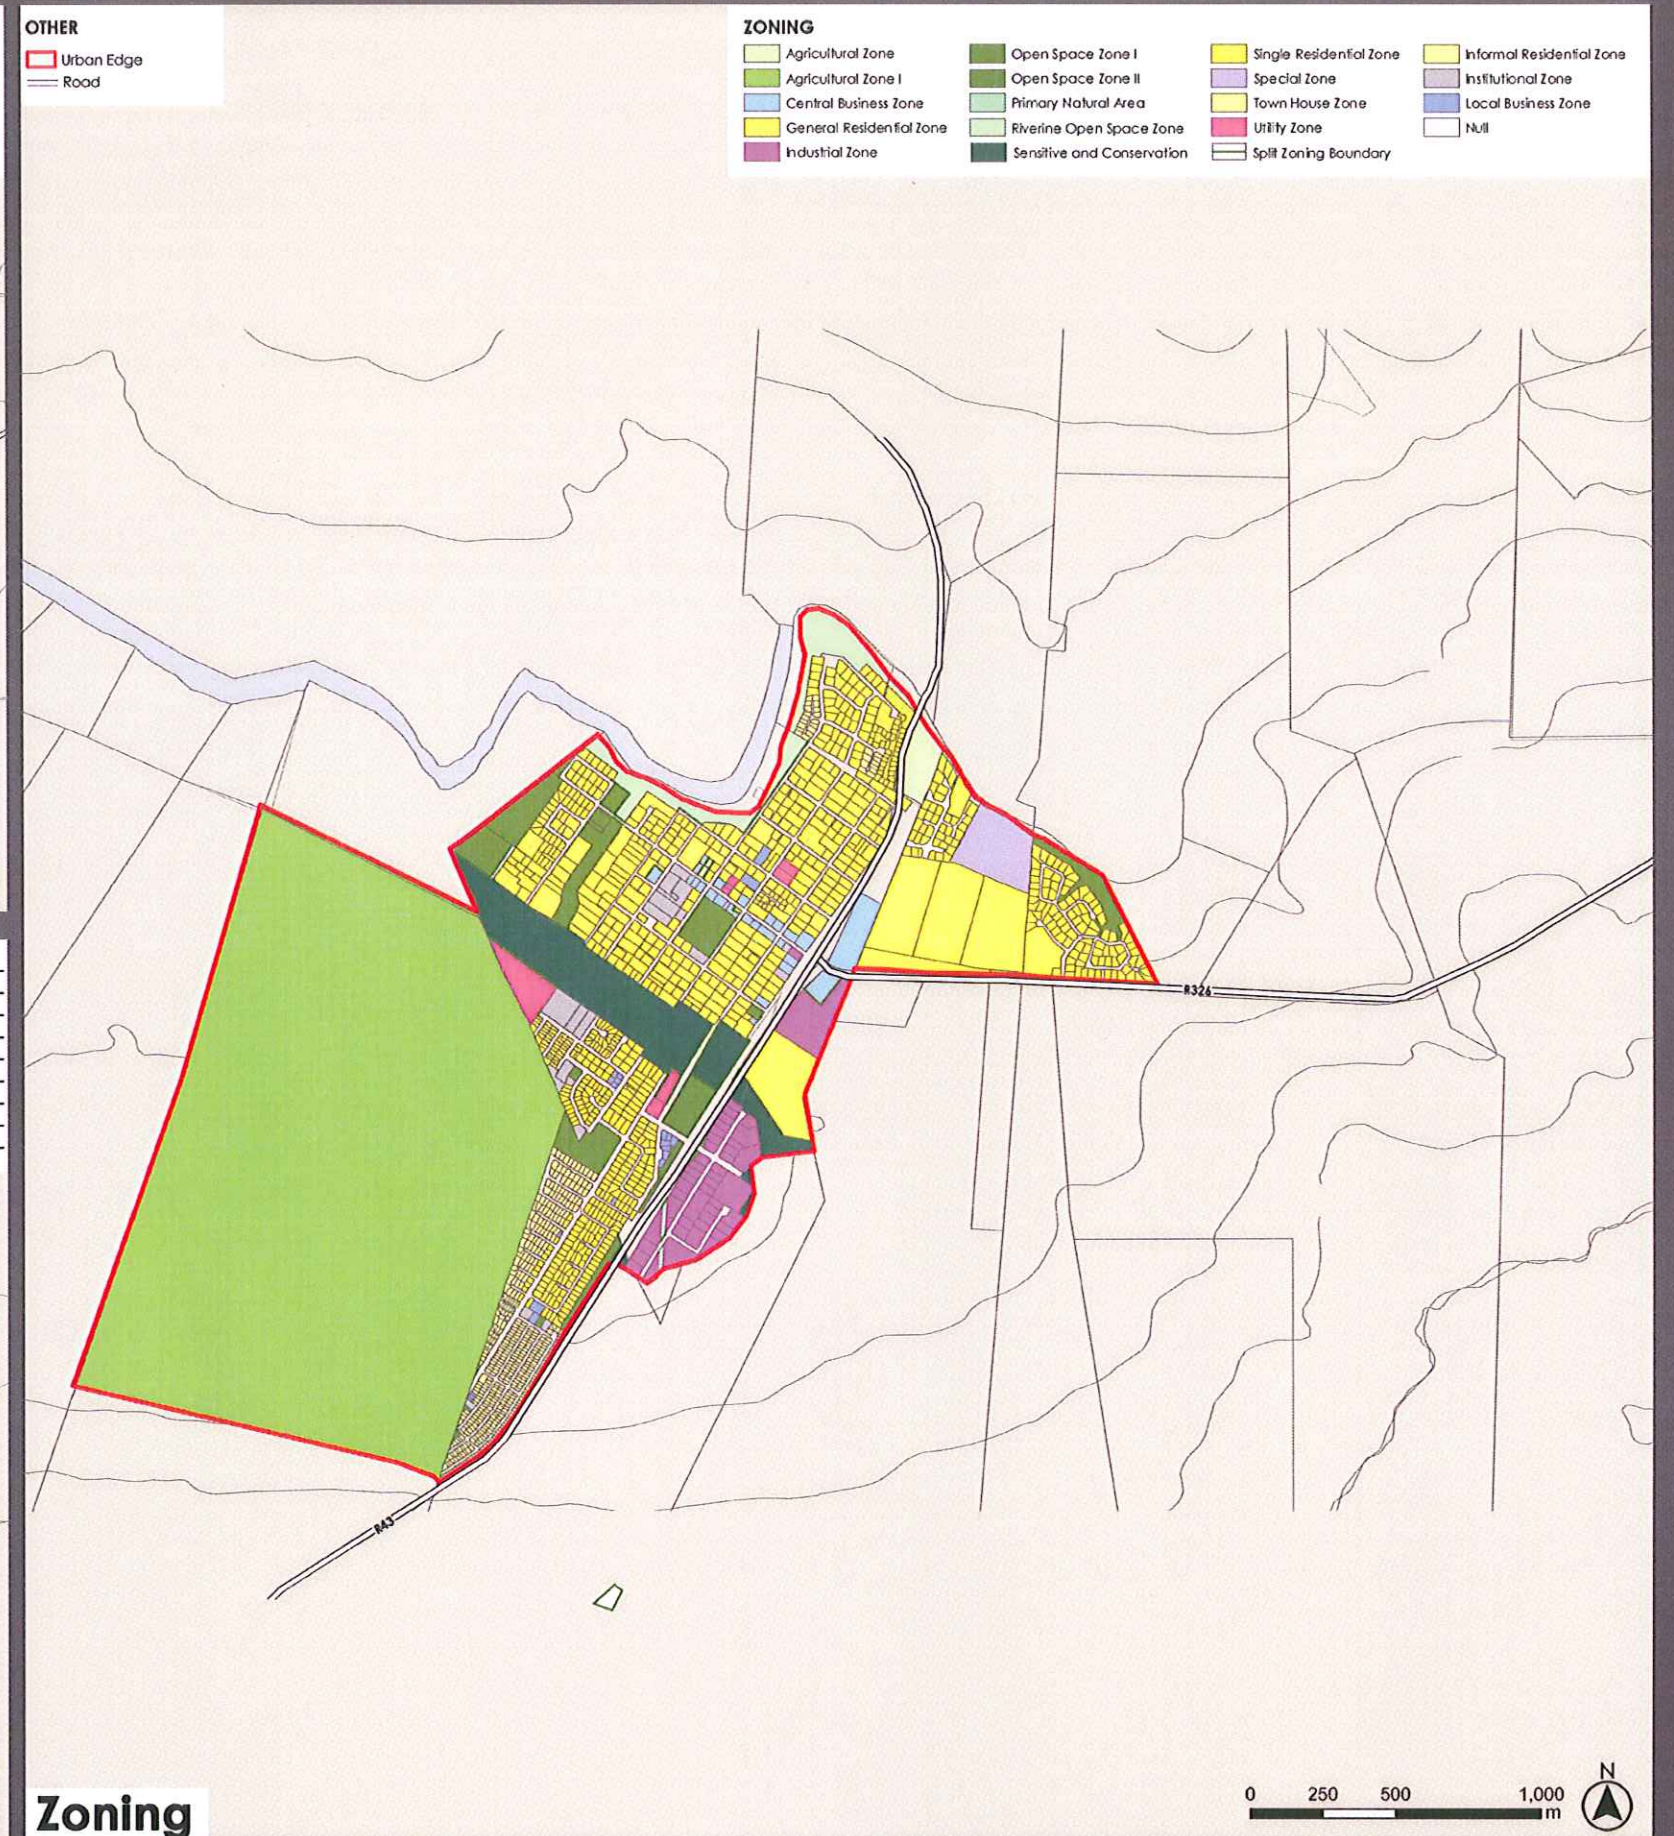 OTHER
Urban Edge
Road
ZONING
Agricultural Zone
Agricultural Zone I
Central Business Zone
General Residential Zone
Industrial Zone
Open Space Zone I
Open Space Zone II
Primary Natural Area
Riverine Open Space Zone
Sensitive and Conservation
Single Residential Zone
Special Zone
Town House Zone
Utility Zone
Split Zoning Boundary
Informal Residential Zone
Institutional Zone
Local Business Zone
Null
R326
R43
Zoning
0 250 500 1,000
m
N